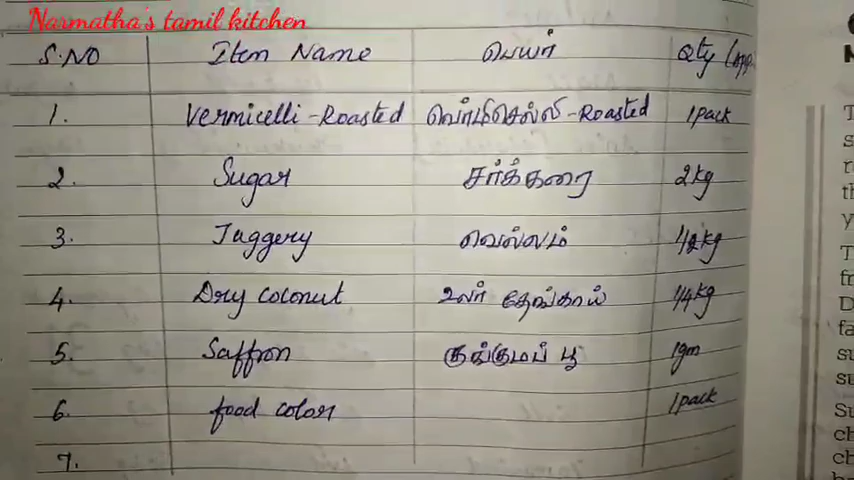 Narmatha's tamil kitchen
S.NO Item Name பெயர் Qty
1. Vermicelli-Roasted வெர்மிசெல்லி-Roasted 1pack
2. Sugar சர்க்கரை 2kg
3. Jaggery வெல்லம் 1/2kg
4. Dry Coconut உலர் தேங்காய் 1/4kg
5. Saffron குங்குமப் பூ 1gm
6. food color 1pack
7.